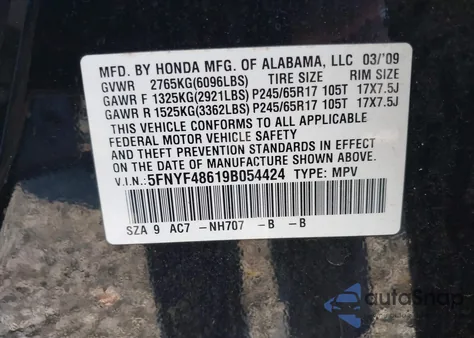 MFD. BY HONDA MFG. OF ALABAMA, LLC 03/'09
GVWR 2765KG(6096LBS) TIRE SIZE RIM SIZE
GAWR F 1325KG(2921LBS) P245/65R17 105T 17X7.5J
GAWR R 1525KG(3362LBS) P245/65R17 105T 17X7.5J
THIS VEHICLE CONFORMS TO ALL APPLICABLE
FEDERAL MOTOR VEHICLE SAFETY
AND THEFT PREVENTION STANDARDS IN EFFECT
ON THE DATE OF MANUFACTURE SHOWN ABOVE.
V.I.N: 5FNYF48619B054424 TYPE: MPV
SZA 9 AC7 -NH707 -B -B
autoSnap